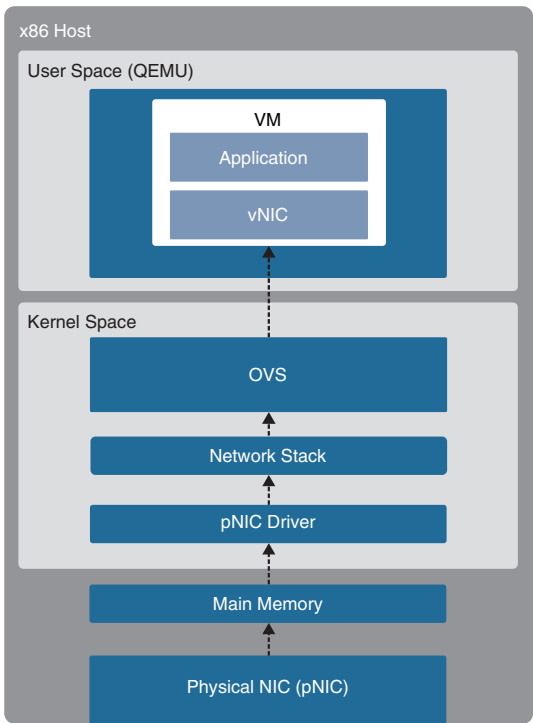 x86 Host
User Space (QEMU)
VM
Application
vNIC
Kernel Space
OVS
Network Stack
pNIC Driver
Main Memory
Physical NIC (pNIC)